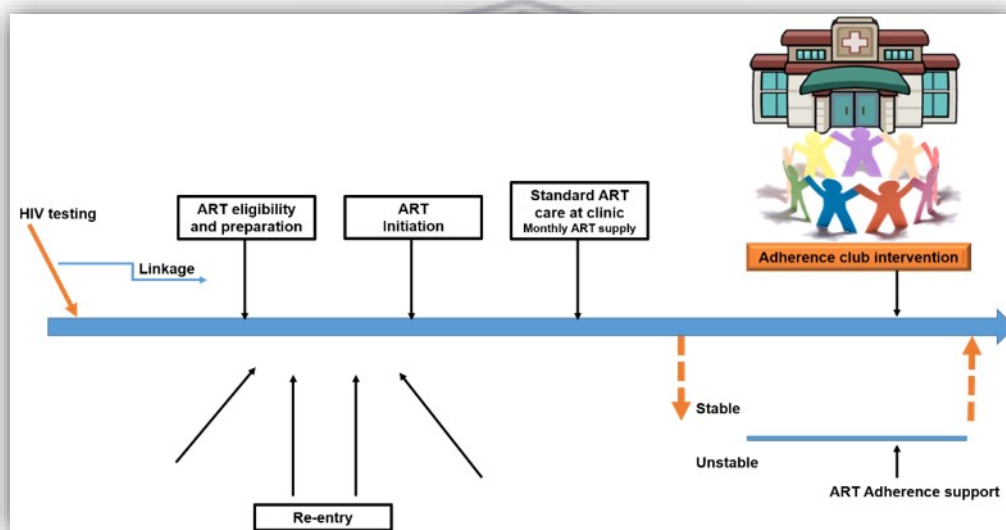 HIV testing
Linkage
ART eligibility
and preparation
ART
Initiation
Standard ART
care at clinic
Monthly ART supply
Adherence club intervention
Stable
Unstable
ART Adherence support
Re-entry